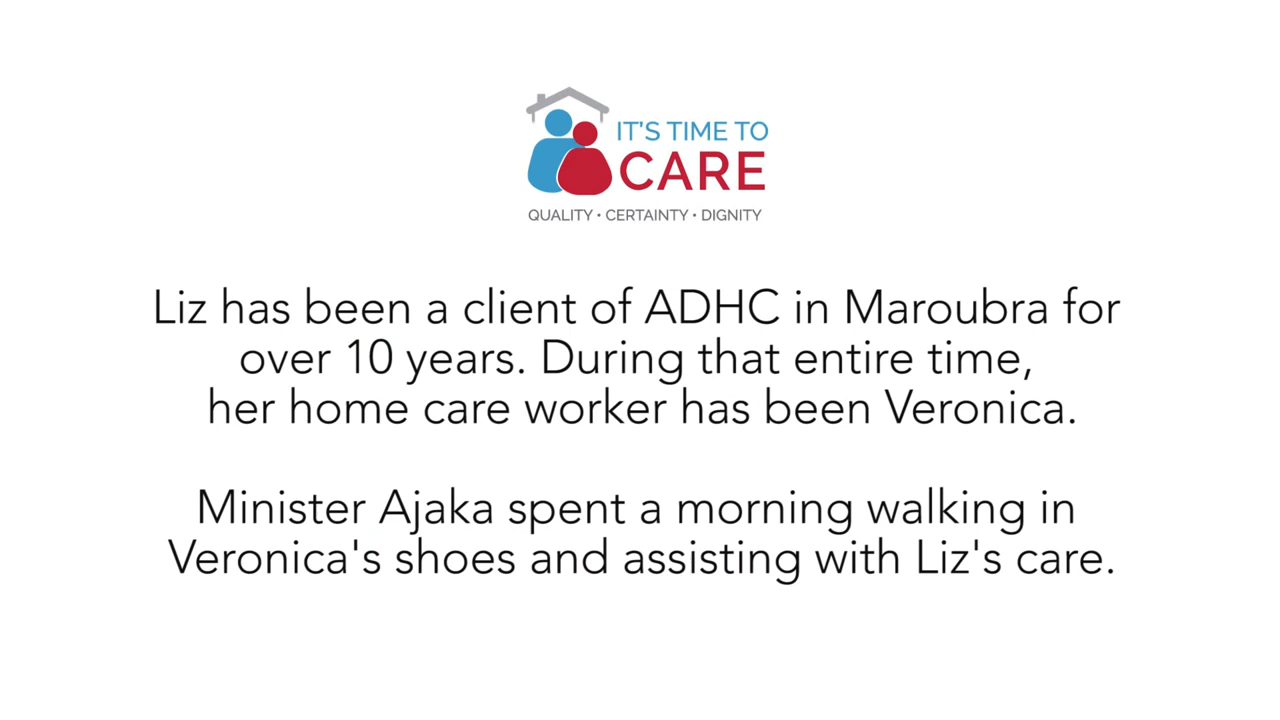 IT'S TIME TO
CARE
QUALITY • CERTAINTY • DIGNITY
Liz has been a client of ADHC in Maroubra for
over 10 years. During that entire time,
her home care worker has been Veronica.
Minister Ajaka spent a morning walking in
Veronica's shoes and assisting with Liz's care.